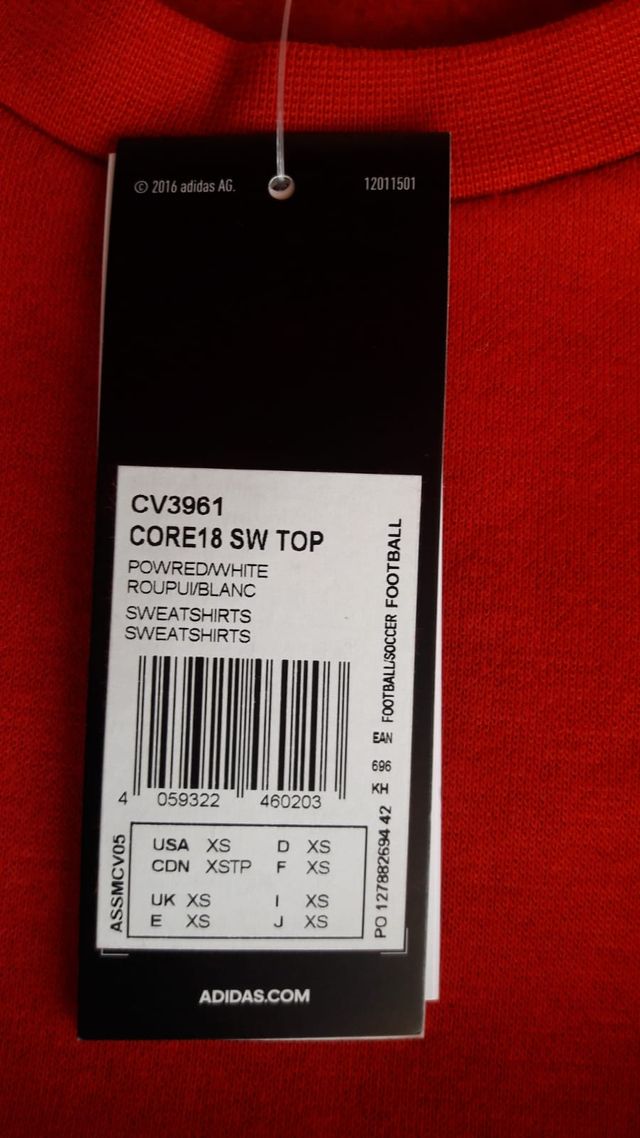 © 2016 adidas AG. 12011501
CV3961
CORE18 SW TOP
POWRED/WHITE
ROUPUI/BLANC
SWEATSHIRTS
SWEATSHIRTS
FOOTBALL/SOCCER FOOTBALL
EAN
696
KH
PO 127882694 42
4 059322 460203
ASSMCV05
USA XS D XS
CDN XSTP F XS
UK XS I XS
E XS J XS
ADIDAS.COM